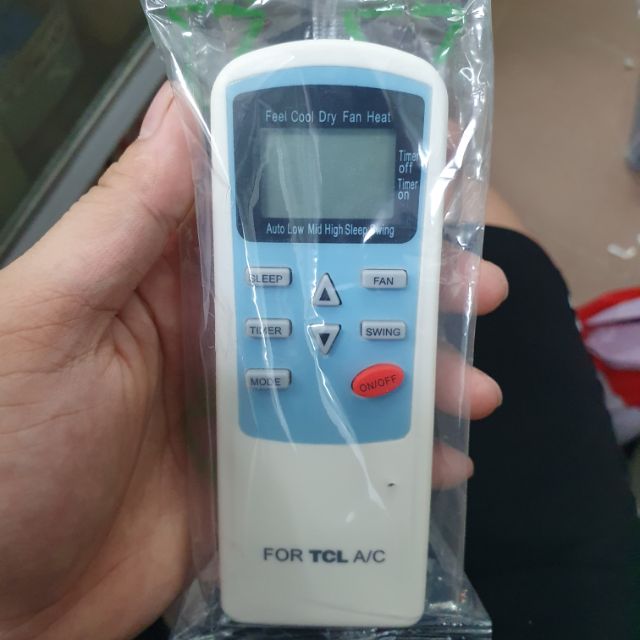 Feel Cool Dry Fan Heat
Timer
off
Timer
on
Auto Low Mid High Sleep Swing
SLEEP
FAN
TIMER
SWING
MODE
ON/OFF
FOR TCL A/C